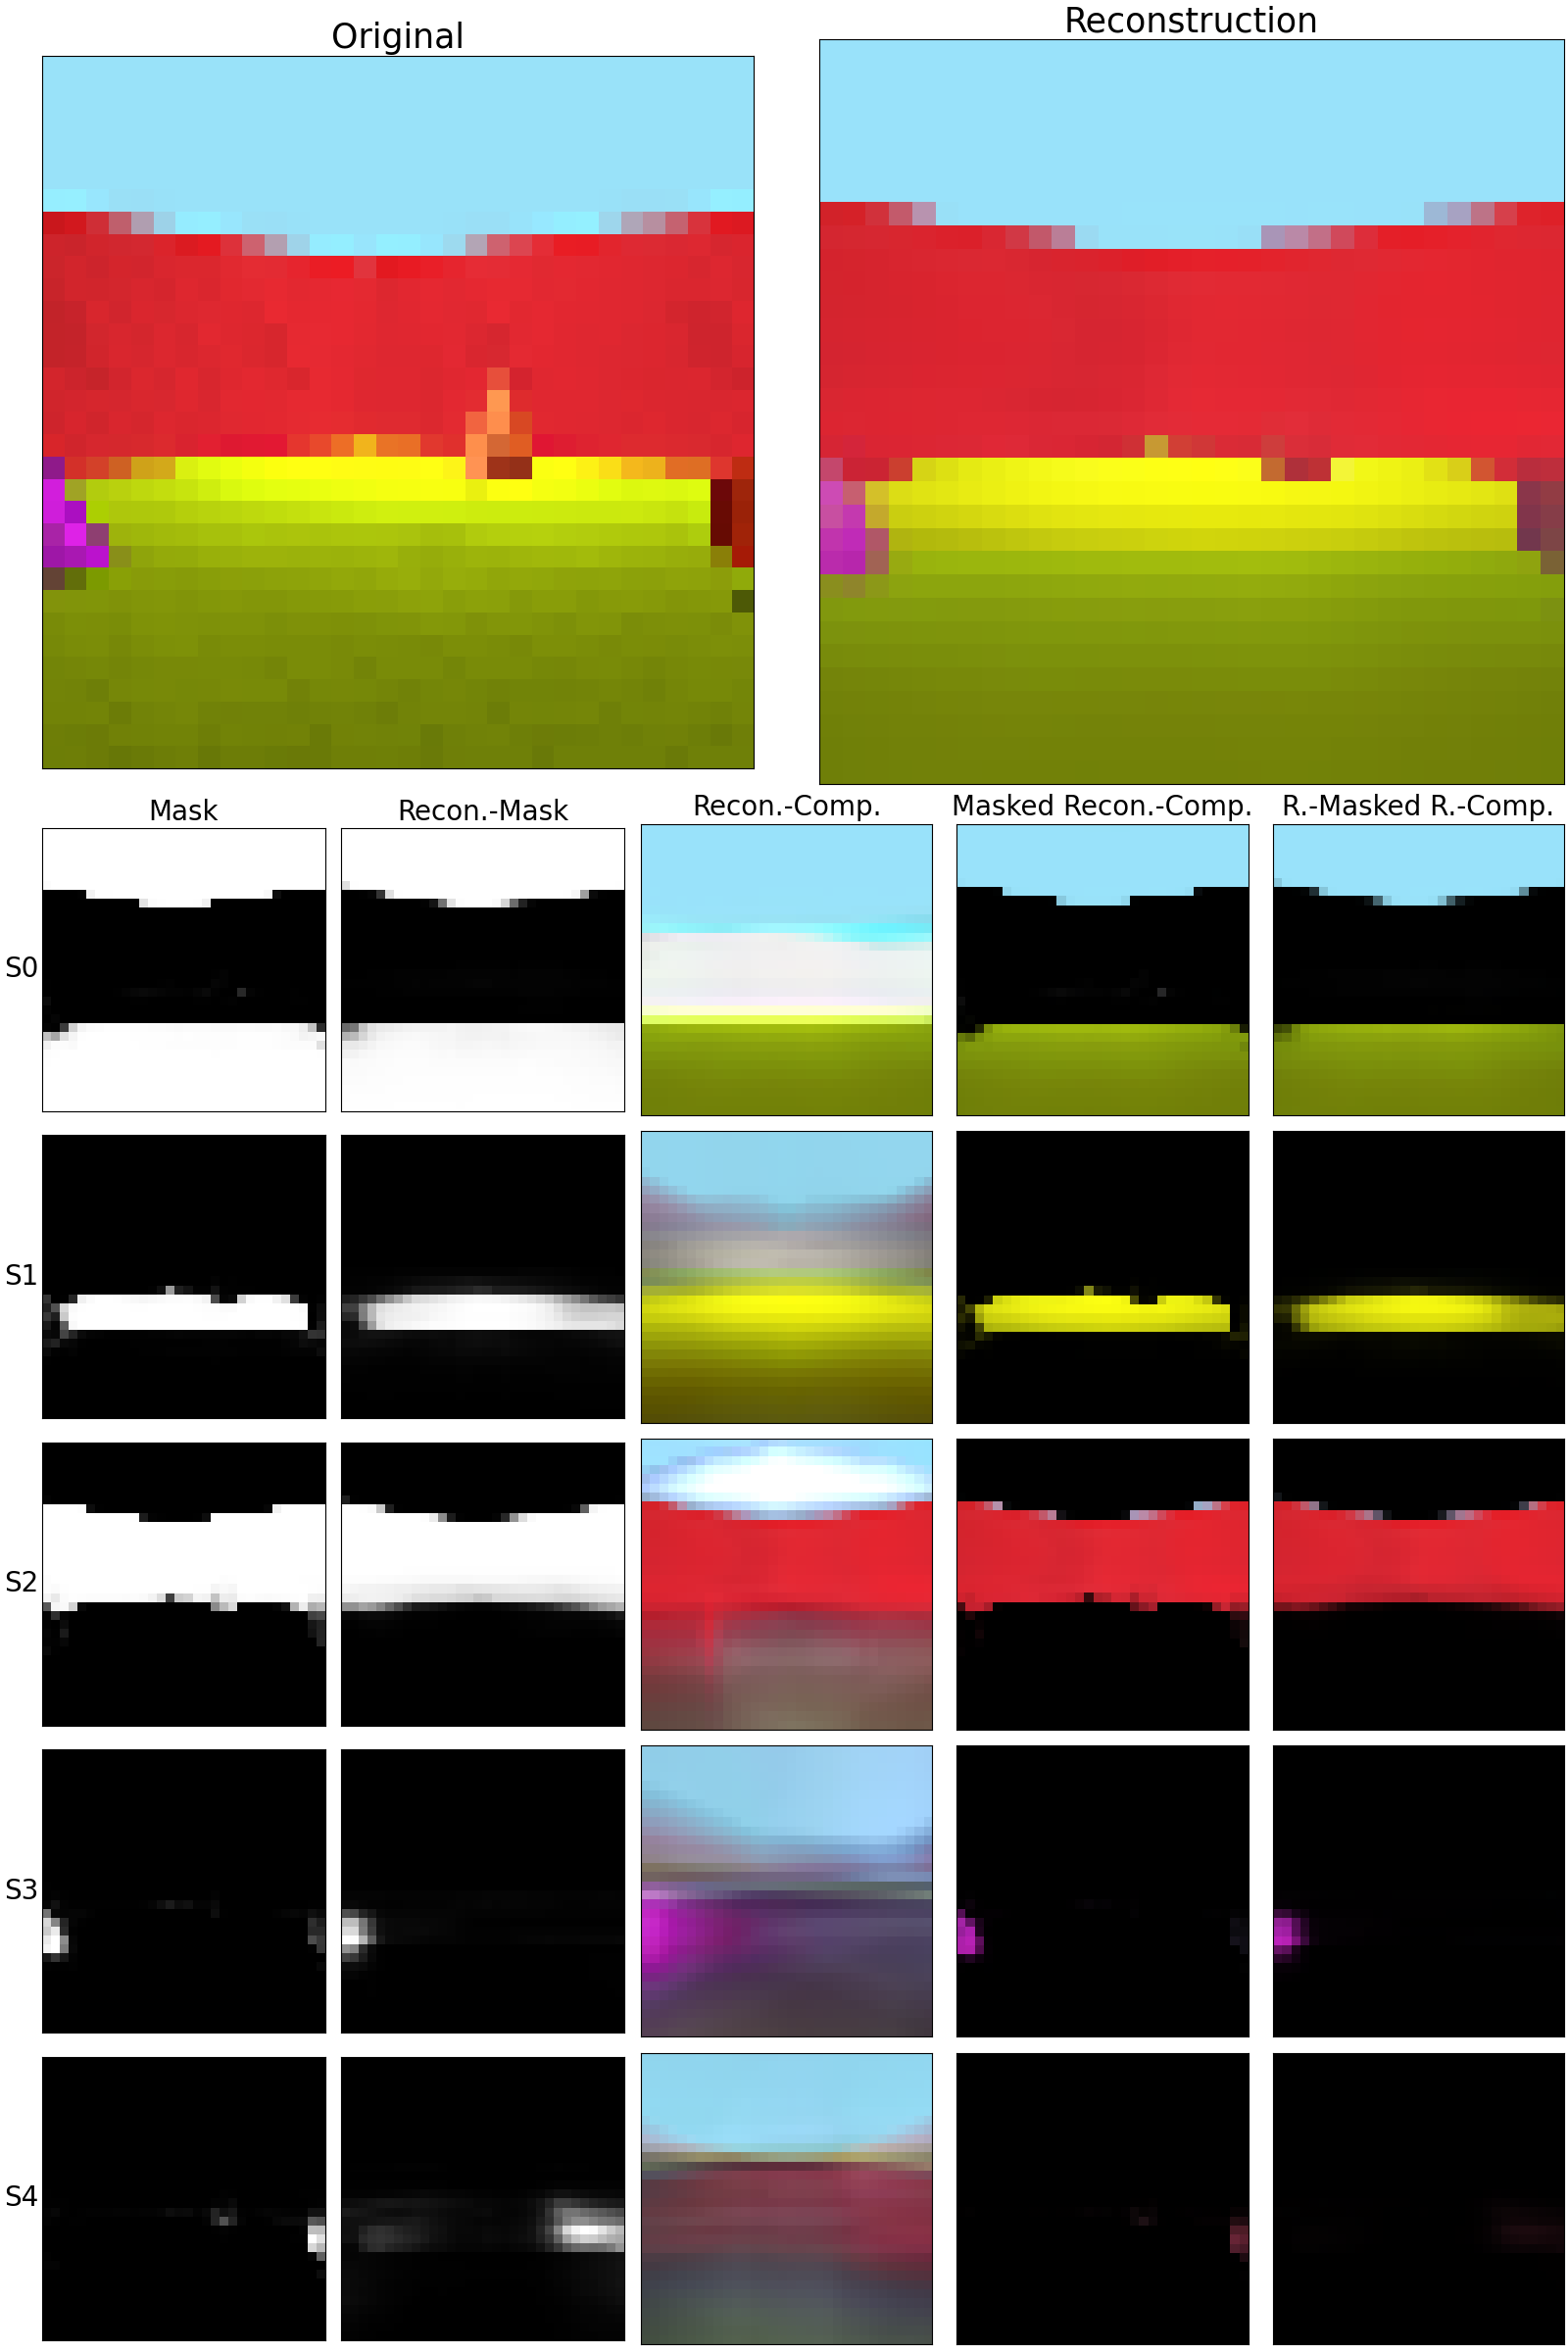 Original
Reconstruction
Mask
Recon.-Mask
Recon.-Comp.
Masked Recon.-Comp.
R.-Masked R.-Comp.
S0
S1
S2
S3
S4